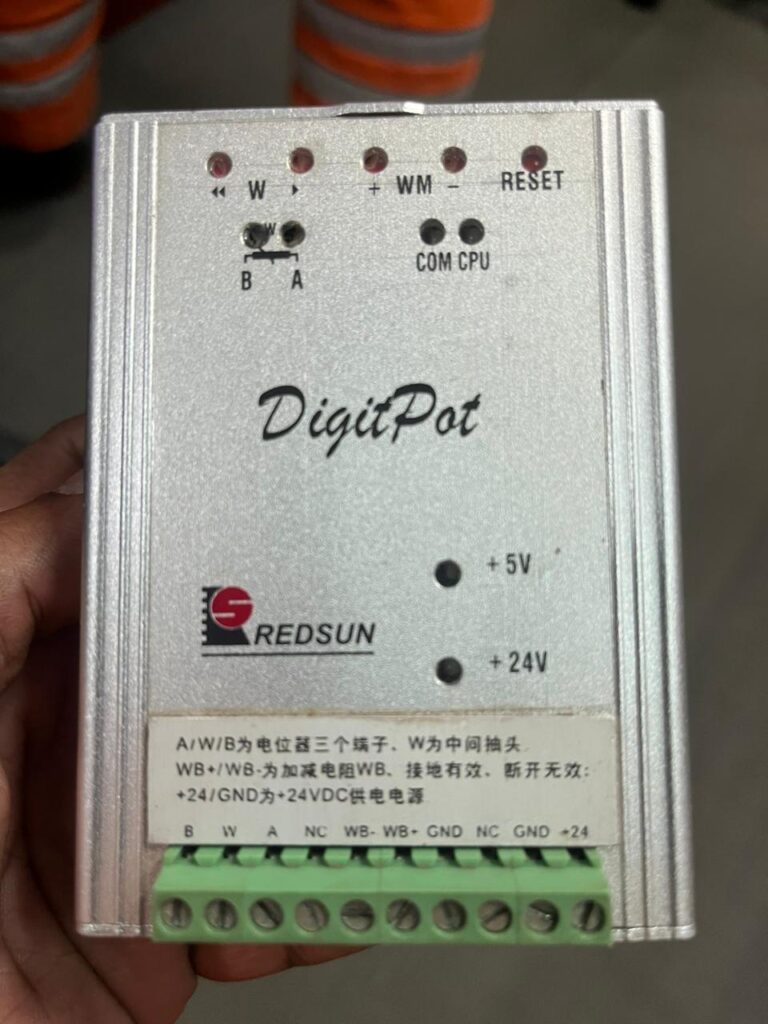 ◂◂ W ▸ + WM − RESET
W
B A COM CPU
DigitPot
+5V
S
REDSUN
+24V
A/W/B为电位器三个端子、W为中间抽头.
WB+/WB-为加减电阻WB、接地有效、断开无效;
+24/GND为+24VDC供电电源
B W A NC WB- WB+ GND NC GND +24